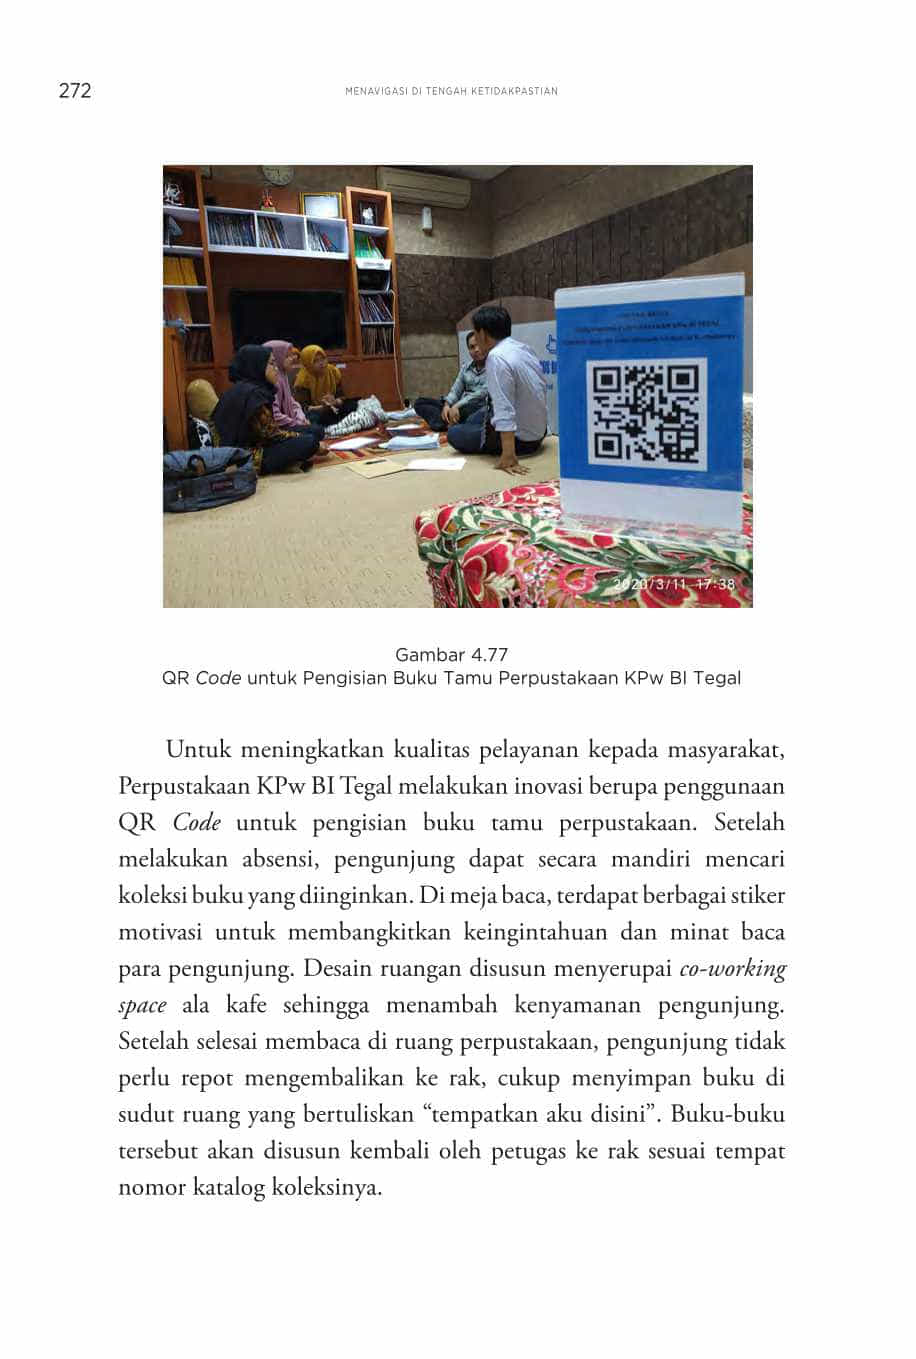 272
MENAVIGASI DI TENGAH KETIDAKPASTIAN
2020/3/11 17:38
Gambar 4.77
QR Code untuk Pengisian Buku Tamu Perpustakaan KPw BI Tegal
Untuk meningkatkan kualitas pelayanan kepada masyarakat,
Perpustakaan KPw BI Tegal melakukan inovasi berupa penggunaan
QR Code untuk pengisian buku tamu perpustakaan. Setelah
melakukan absensi, pengunjung dapat secara mandiri mencari
koleksi buku yang diinginkan. Di meja baca, terdapat berbagai stiker
motivasi untuk membangkitkan keingintahuan dan minat baca
para pengunjung. Desain ruangan disusun menyerupai co-working
space ala kafe sehingga menambah kenyamanan pengunjung.
Setelah selesai membaca di ruang perpustakaan, pengunjung tidak
perlu repot mengembalikan ke rak, cukup menyimpan buku di
sudut ruang yang bertuliskan “tempatkan aku disini”. Buku-buku
tersebut akan disusun kembali oleh petugas ke rak sesuai tempat
nomor katalog koleksinya.